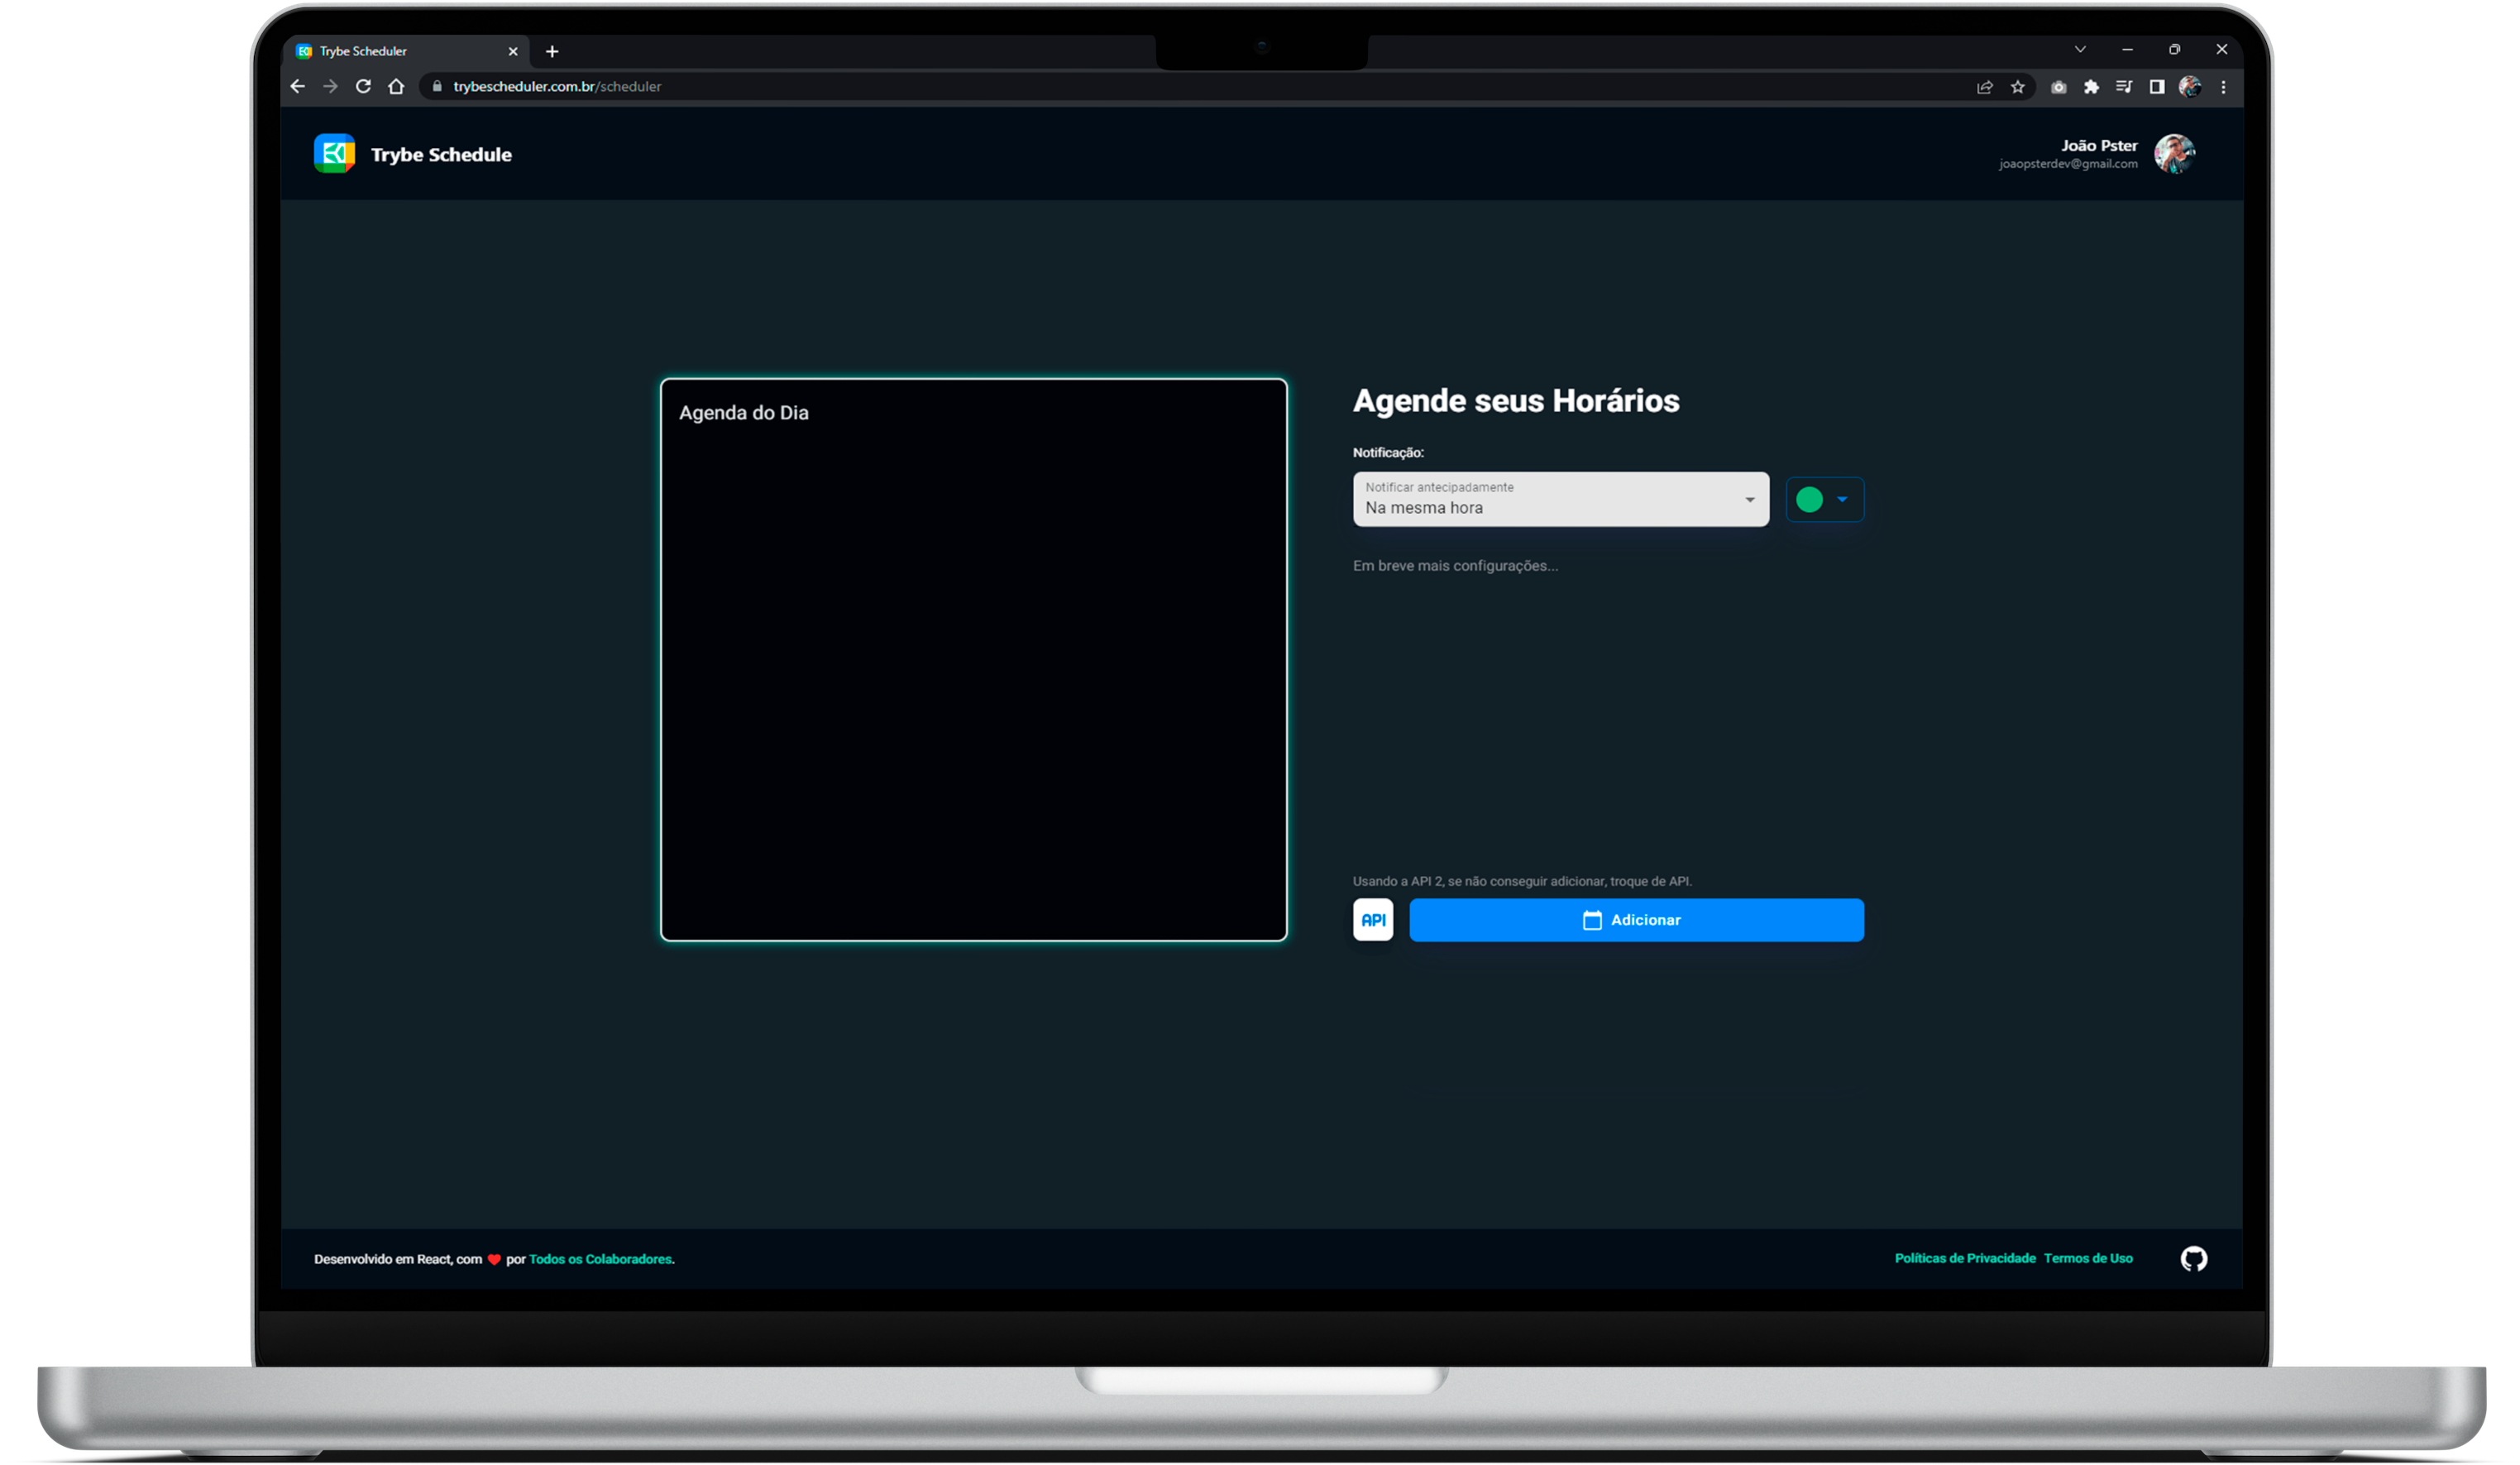 Trybe Scheduler
trybescheduler.com.br/scheduler
Trybe Schedule
João Pster
joaopsterdev@gmail.com
Agenda do Dia
Agende seus Horários
Notificação:
Notificar antecipadamente
Na mesma hora
Em breve mais configurações...
Usando a API 2, se não conseguir adicionar, troque de API.
API
Adicionar
Desenvolvido em React, com ❤ por Todos os Colaboradores.
Políticas de Privacidade Termos de Uso